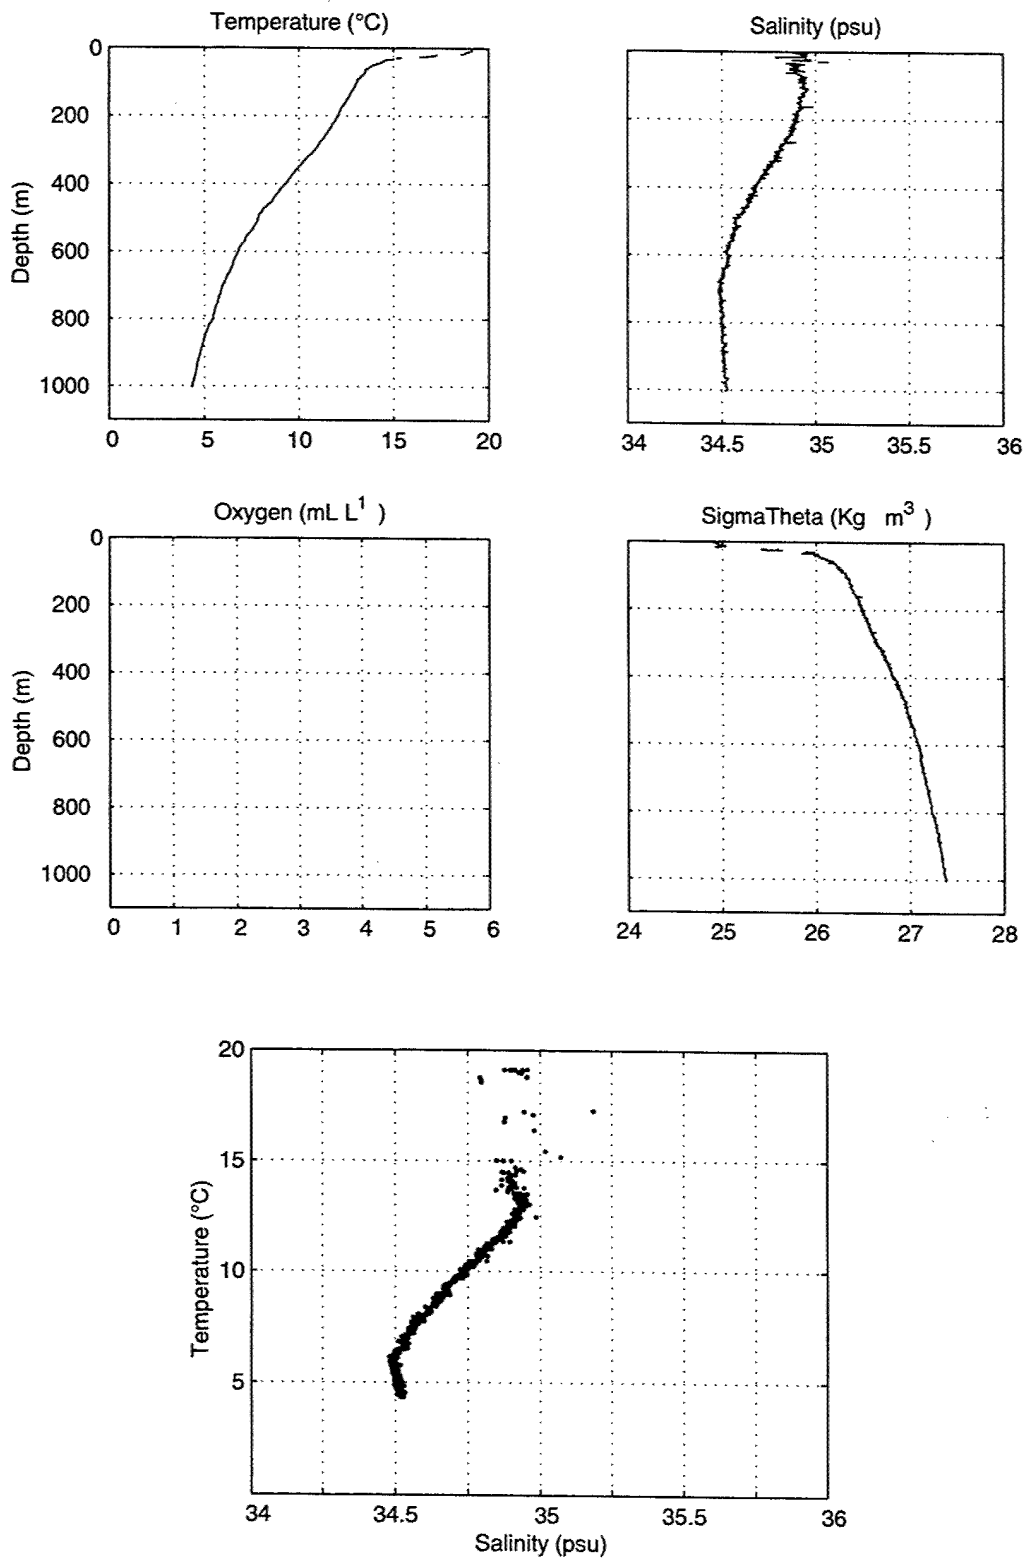 Temperature (°C)
Salinity (psu)
0
200
400
600
800
1000
Depth (m)
0 5 10 15 20
34 34.5 35 35.5 36
Oxygen (mL L1 )
SigmaTheta (Kg m3 )
0
200
400
600
800
1000
Depth (m)
0 1 2 3 4 5 6
24 25 26 27 28
20
15
10
5
Temperature (°C)
34 34.5 35 35.5 36
Salinity (psu)